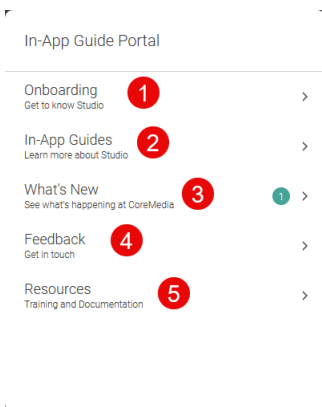 In-App Guide Portal
Onboarding
1
Get to know Studio
In-App Guides
2
Learn more about Studio
What's New
3
1
See what's happening at CoreMedia
Feedback
4
Get in touch
Resources
5
Training and Documentation